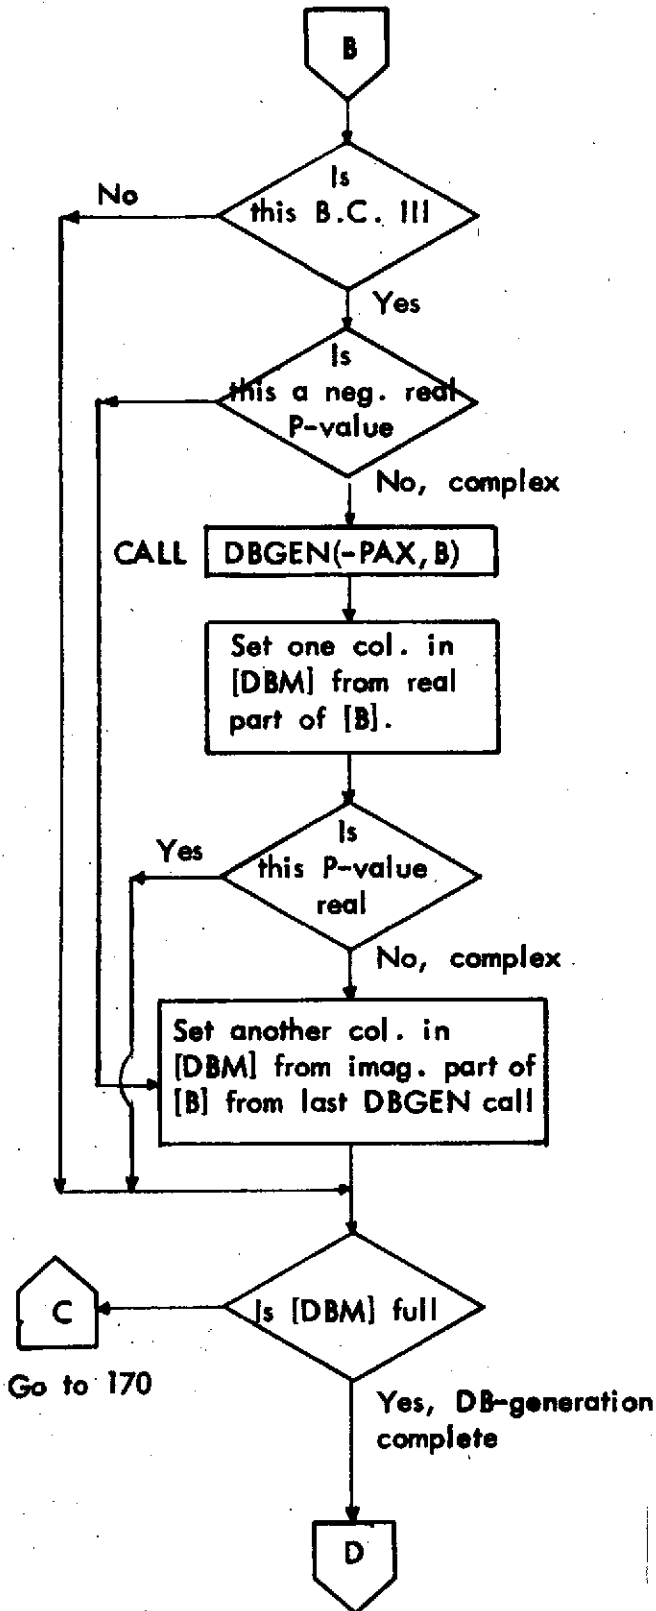 B
Is
this B.C. III
No
Yes
Is
this a neg. real
P-value
No, complex
CALL
DBGEN(-PAX, B)
Set one col. in
[DBM] from real
part of [B].
Is
this P-value
real
Yes
No, complex
Set another col. in
[DBM] from imag. part of
[B] from last DBGEN call
Is [DBM] full
C
Go to 170
Yes, DB-generation
complete
D